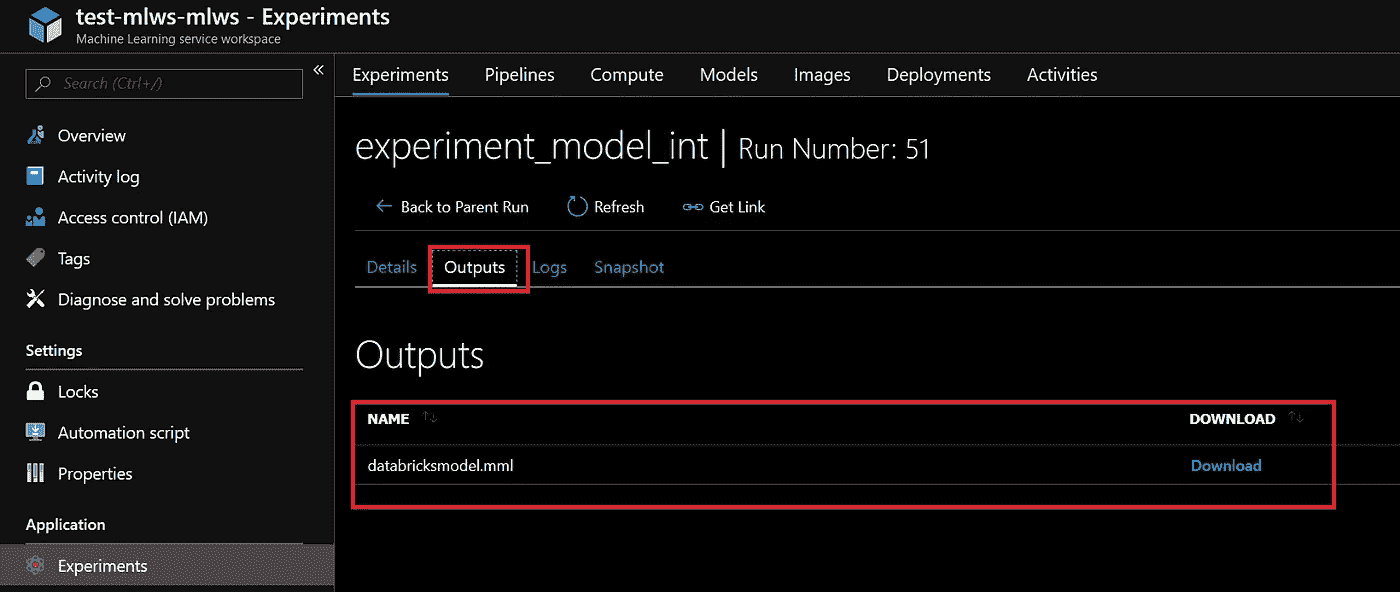 test-mlws-mlws - Experiments
Machine Learning service workspace
Search (Ctrl+/)
«
Overview
Activity log
Access control (IAM)
Tags
Diagnose and solve problems
Settings
Locks
Automation script
Properties
Application
Experiments
Experiments Pipelines Compute Models Images Deployments Activities
experiment_model_int | Run Number: 51
Back to Parent Run Refresh Get Link
Details Outputs Logs Snapshot
Outputs
NAME DOWNLOAD
databricksmodel.mml Download